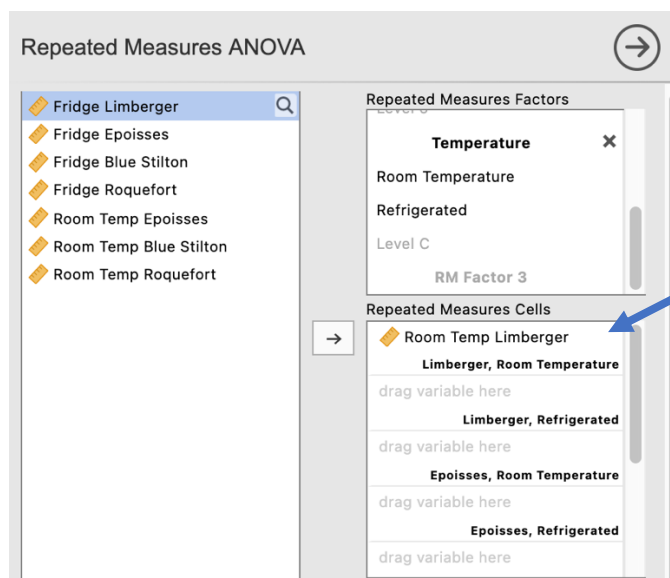 Repeated Measures ANOVA
Fridge Limberger
Fridge Epoisses
Fridge Blue Stilton
Fridge Roquefort
Room Temp Epoisses
Room Temp Blue Stilton
Room Temp Roquefort
Repeated Measures Factors
Temperature
Room Temperature
Refrigerated
Level C
RM Factor 3
Repeated Measures Cells
Room Temp Limberger
Limberger, Room Temperature
drag variable here
Limberger, Refrigerated
drag variable here
Epoisses, Room Temperature
drag variable here
Epoisses, Refrigerated
drag variable here